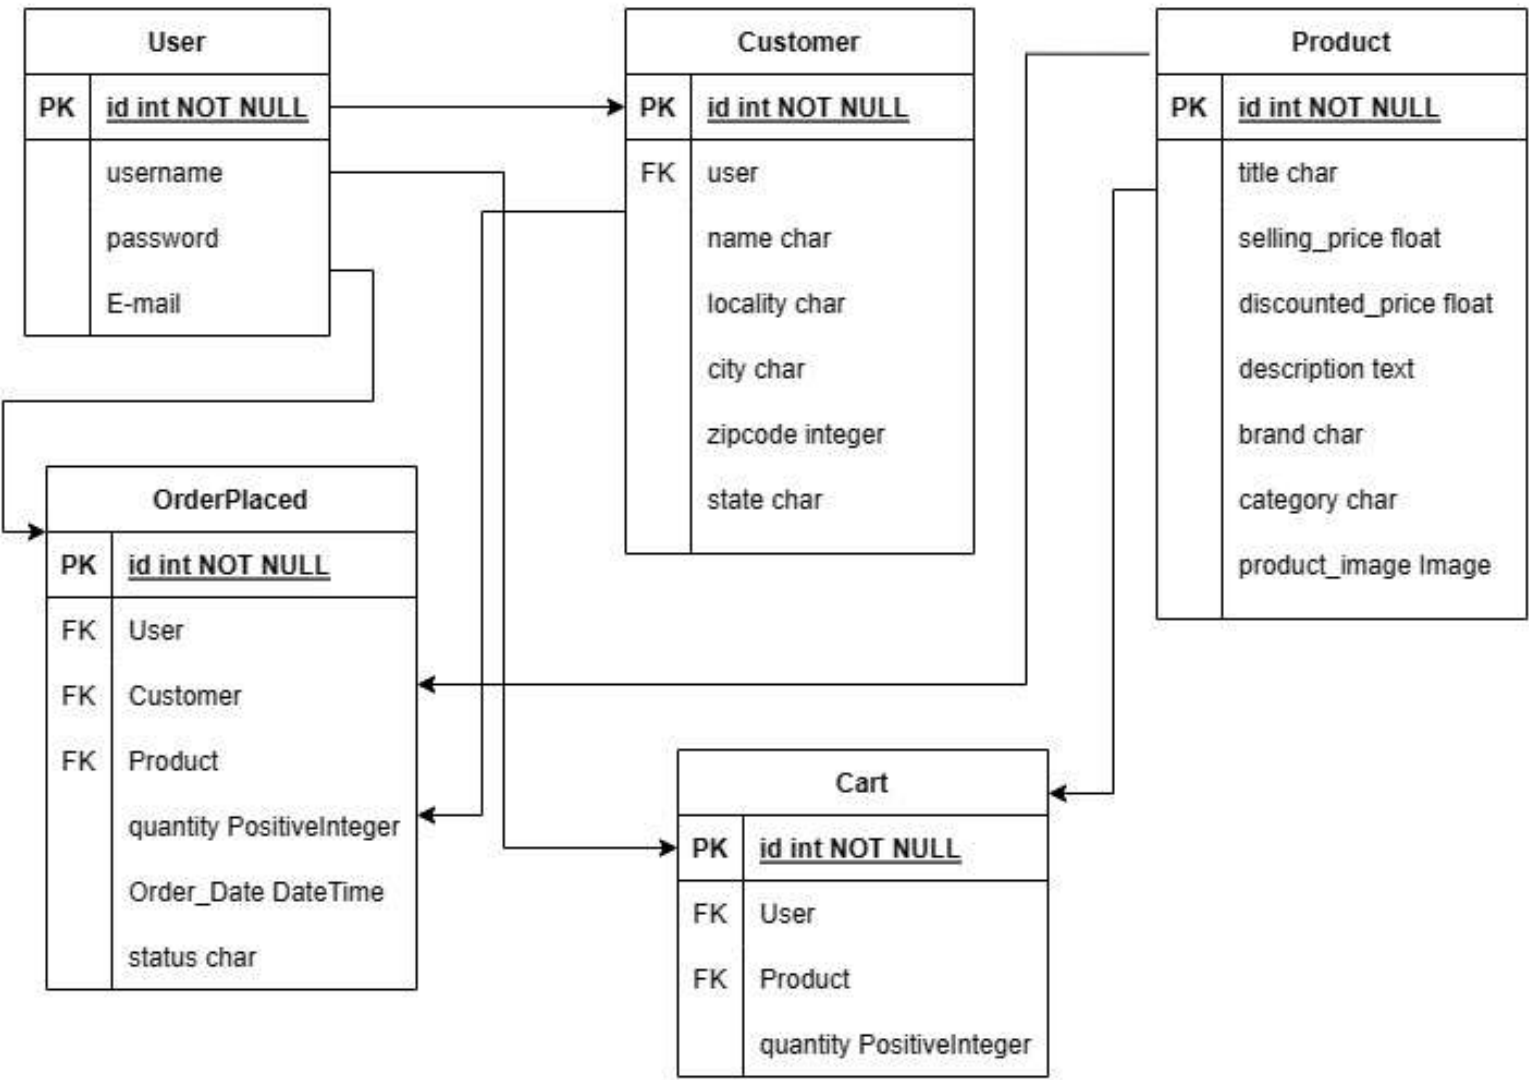 User
PK id int NOT NULL
username
password
E-mail
Customer
PK id int NOT NULL
FK user
name char
locality char
city char
zipcode integer
state char
Product
PK id int NOT NULL
title char
selling_price float
discounted_price float
description text
brand char
category char
product_image Image
OrderPlaced
PK id int NOT NULL
FK User
FK Customer
FK Product
quantity PositiveInteger
Order_Date DateTime
status char
Cart
PK id int NOT NULL
FK User
FK Product
quantity PositiveInteger